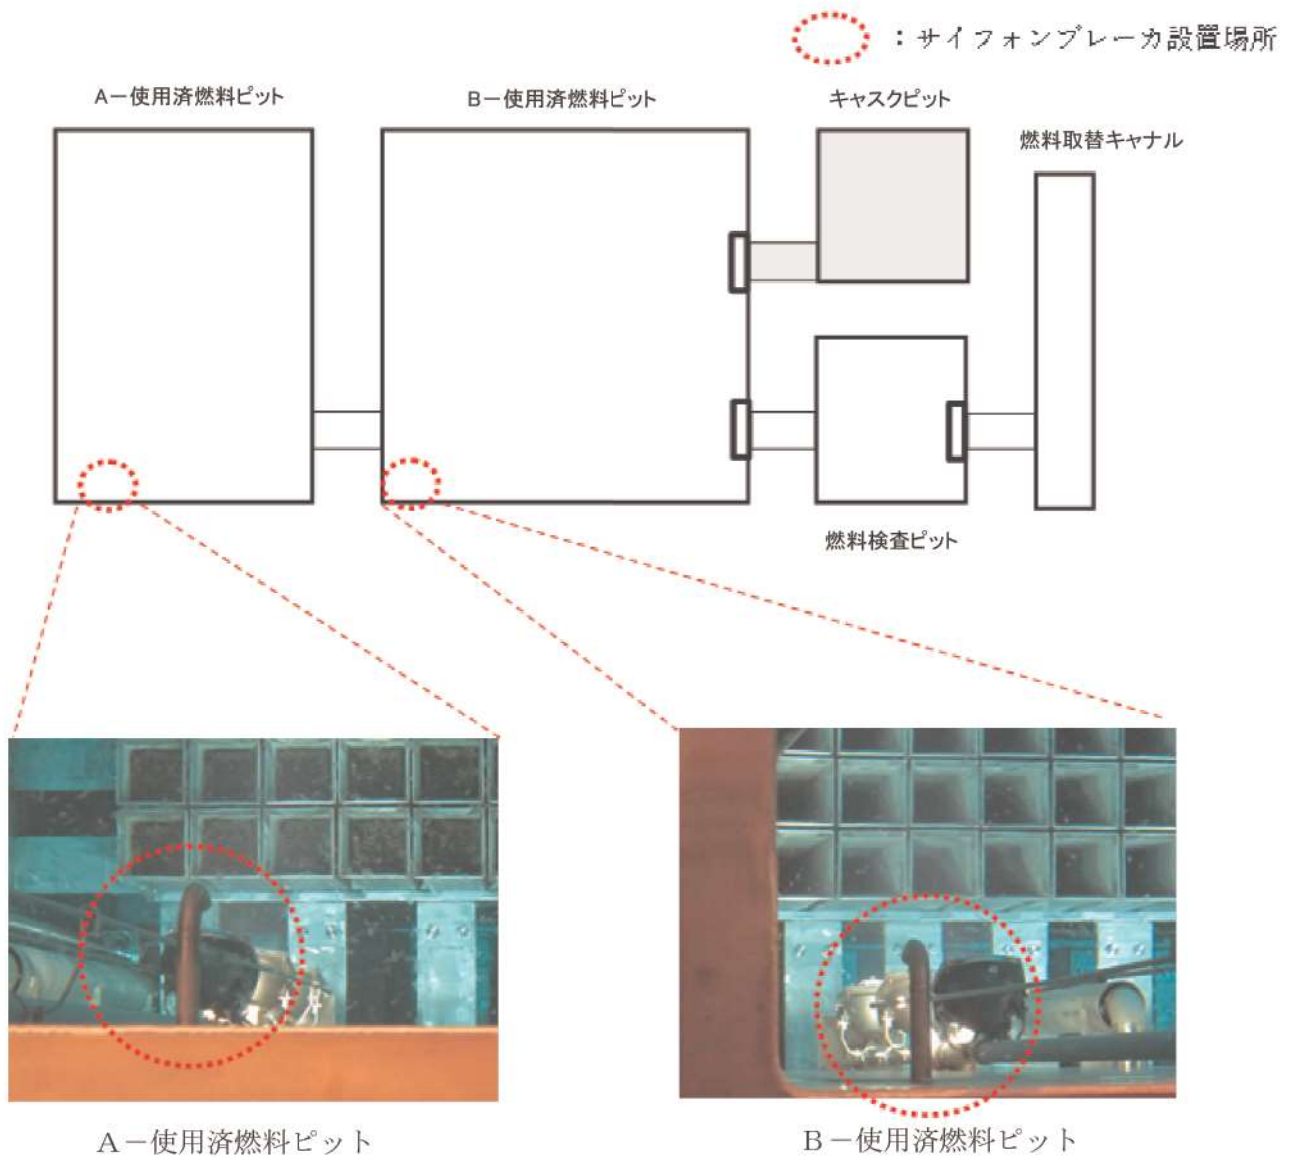 ：サイフォンブレーカ設置場所
A－使用済燃料ピット
B－使用済燃料ピット
キャスクピット
燃料取替キャナル
燃料検査ピット
A－使用済燃料ピット
B－使用済燃料ピット